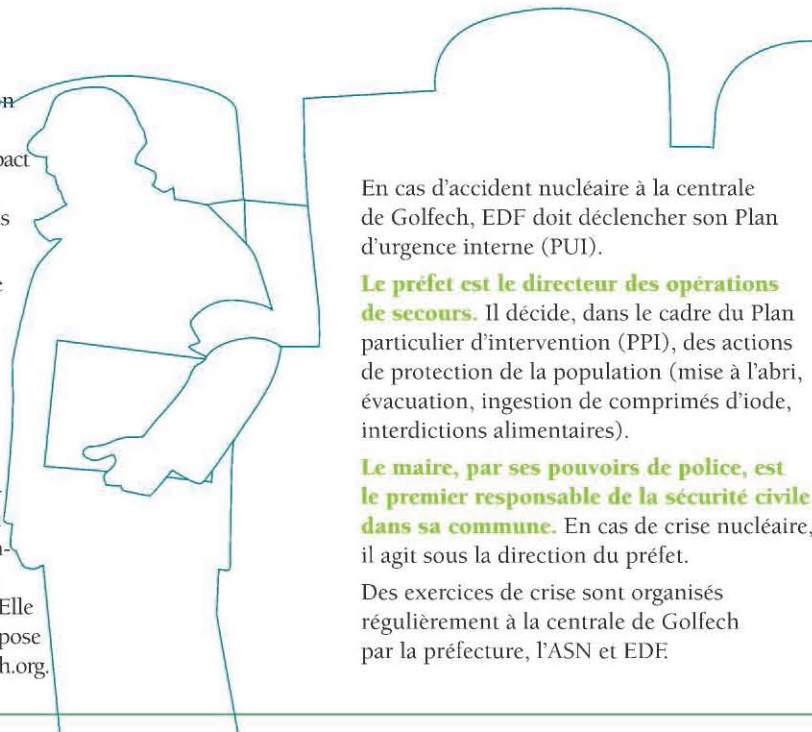 n
pact
s
e
n-
Elle
pose
h.org.
En cas d'accident nucléaire à la centrale
de Golfech, EDF doit déclencher son Plan
d'urgence interne (PUI).
Le préfet est le directeur des opérations
de secours. Il décide, dans le cadre du Plan
particulier d'intervention (PPI), des actions
de protection de la population (mise à l'abri,
évacuation, ingestion de comprimés d'iode,
interdictions alimentaires).
Le maire, par ses pouvoirs de police, est
le premier responsable de la sécurité civile
dans sa commune. En cas de crise nucléaire,
il agit sous la direction du préfet.
Des exercices de crise sont organisés
régulièrement à la centrale de Golfech
par la préfecture, l'ASN et EDF.